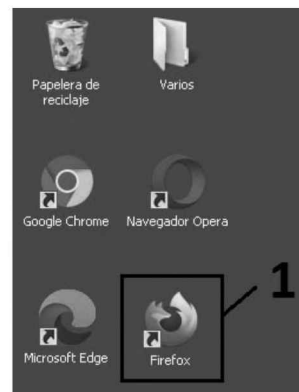 Papelera de
reciclaje
Varios
Google Chrome
Navegador Opera
Microsoft Edge
Firefox
1